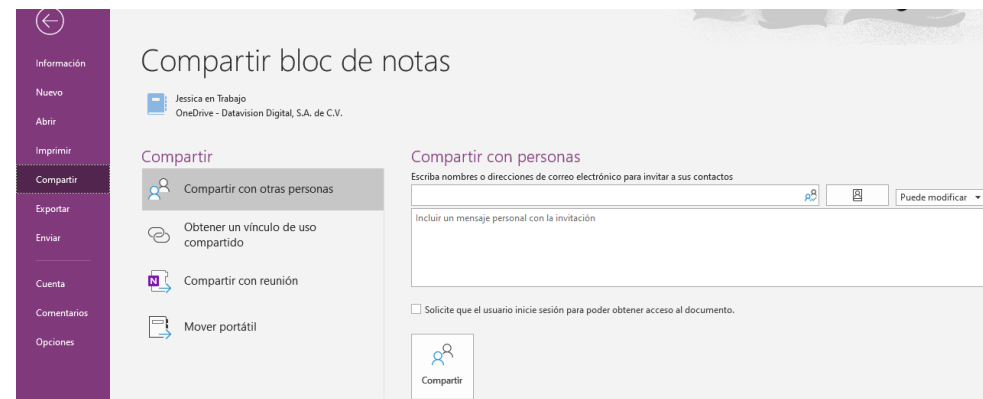 Información
Nuevo
Abrir
Imprimir
Compartir
Exportar
Enviar
Cuenta
Comentarios
Opciones
Compartir bloc de notas
Jessica en Trabajo
OneDrive - Datavision Digital, S.A. de C.V.
Compartir
Compartir con otras personas
Obtener un vínculo de uso
compartido
N
Compartir con reunión
Mover portátil
Compartir con personas
Escriba nombres o direcciones de correo electrónico para invitar a sus contactos
Puede modificar
Incluir un mensaje personal con la invitación
Solicite que el usuario inicie sesión para poder obtener acceso al documento.
Compartir